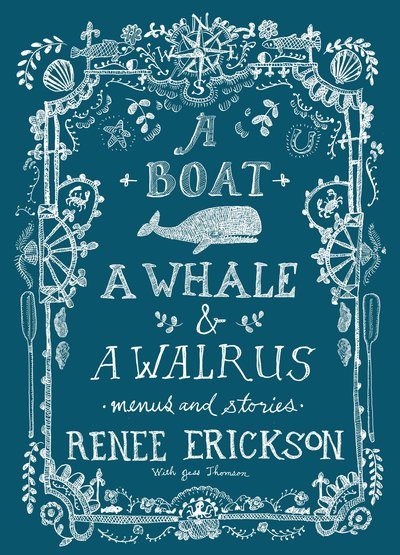 N
W E
S
A
BOAT
A WHALE
&
A WALRUS
· menus and stories ·
RENEE ERICKSON
With Jess Thomson